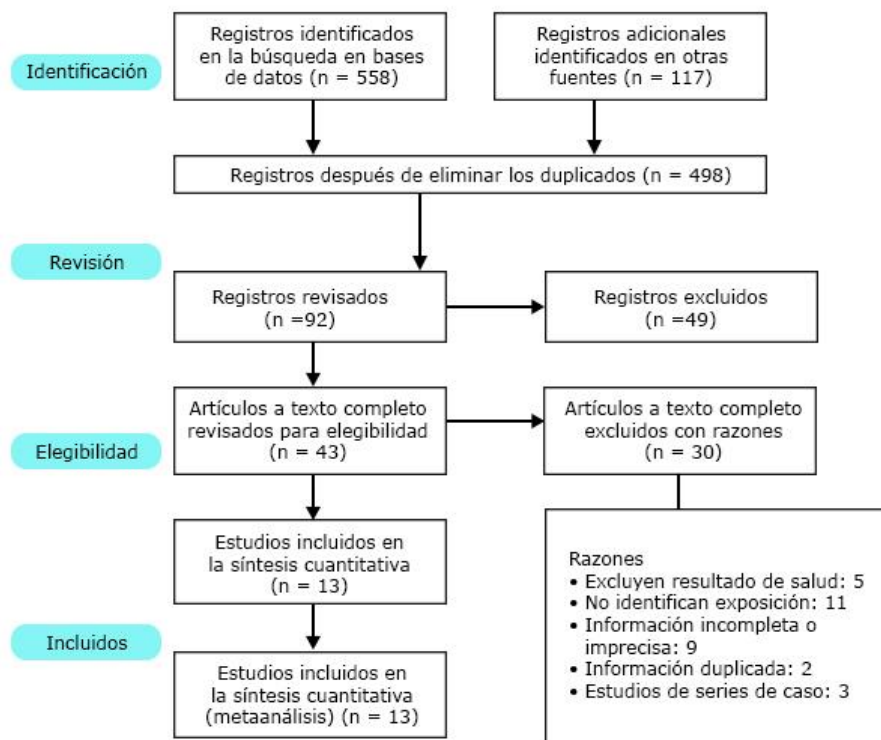 Identificación
Registros identificados
en la búsqueda en bases
de datos (n = 558)
Registros adicionales
identificados en otras
fuentes (n = 117)
Registros después de eliminar los duplicados (n = 498)
Revisión
Registros revisados
(n =92)
Registros excluidos
(n =49)
Elegibilidad
Artículos a texto completo
revisados para elegibilidad
(n = 43)
Artículos a texto completo
excluidos con razones
(n = 30)
Estudios incluidos en
la síntesis cuantitativa
(n = 13)
Razones
• Excluyen resultado de salud: 5
• No identifican exposición: 11
• Información incompleta o
imprecisa: 9
• Información duplicada: 2
• Estudios de series de caso: 3
Incluidos
Estudios incluidos en
la síntesis cuantitativa
(metaanálisis) (n = 13)